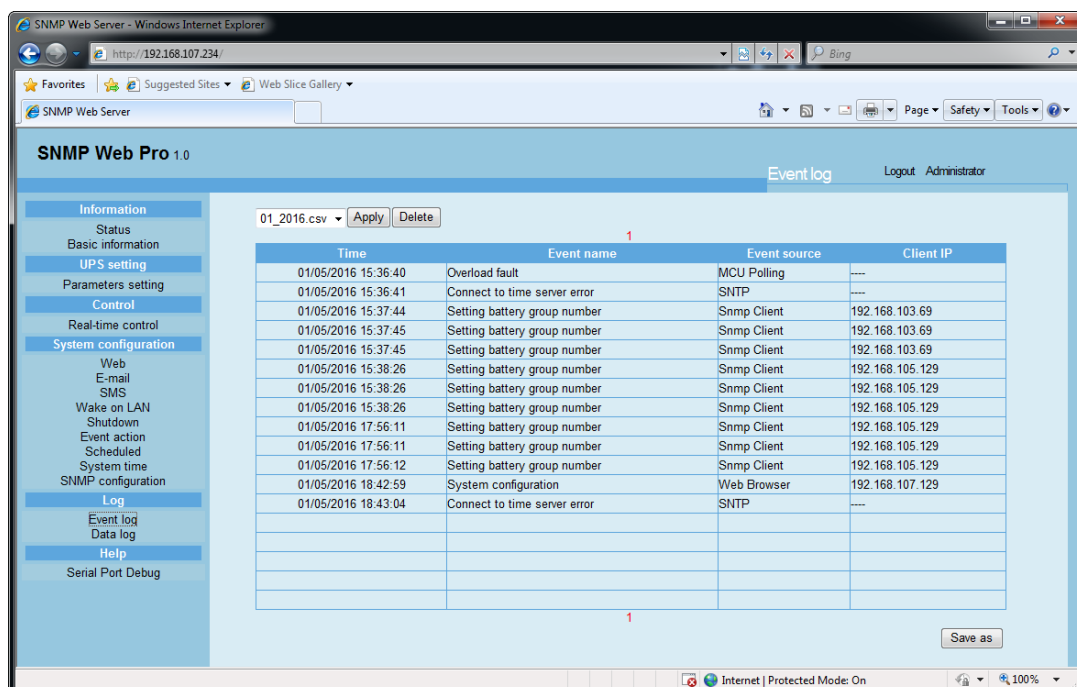 SNMP Web Server - Windows Internet Explorer
http://192.168.107.234/
Bing
Favorites Suggested Sites Web Slice Gallery
SNMP Web Server
Page Safety Tools
SNMP Web Pro 1.0
Event log Logout Administrator
Information
Status
Basic information
UPS setting
Parameters setting
Control
Real-time control
System configuration
Web
E-mail
SMS
Wake on LAN
Shutdown
Event action
Scheduled
System time
SNMP configuration
Log
Event log
Data log
Help
Serial Port Debug
01_2016.csv Apply Delete
1
Time Event name Event source Client IP
01/05/2016 15:36:40 Overload fault MCU Polling ----
01/05/2016 15:36:41 Connect to time server error SNTP ----
01/05/2016 15:37:44 Setting battery group number Snmp Client 192.168.103.69
01/05/2016 15:37:45 Setting battery group number Snmp Client 192.168.103.69
01/05/2016 15:37:45 Setting battery group number Snmp Client 192.168.103.69
01/05/2016 15:38:26 Setting battery group number Snmp Client 192.168.105.129
01/05/2016 15:38:26 Setting battery group number Snmp Client 192.168.105.129
01/05/2016 15:38:26 Setting battery group number Snmp Client 192.168.105.129
01/05/2016 17:56:11 Setting battery group number Snmp Client 192.168.105.129
01/05/2016 17:56:11 Setting battery group number Snmp Client 192.168.105.129
01/05/2016 17:56:12 Setting battery group number Snmp Client 192.168.105.129
01/05/2016 18:42:59 System configuration Web Browser 192.168.107.129
01/05/2016 18:43:04 Connect to time server error SNTP ----
1
Save as
Internet | Protected Mode: On 100%